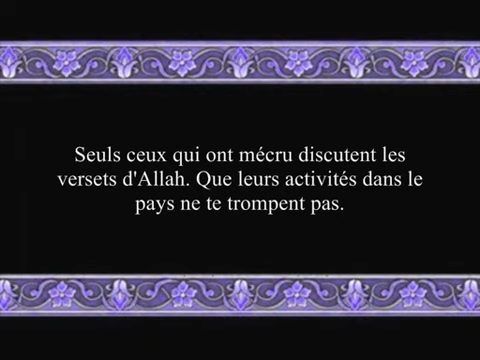 Seuls ceux qui ont mécru discutent les
versets d'Allah. Que leurs activités dans le
pays ne te trompent pas.